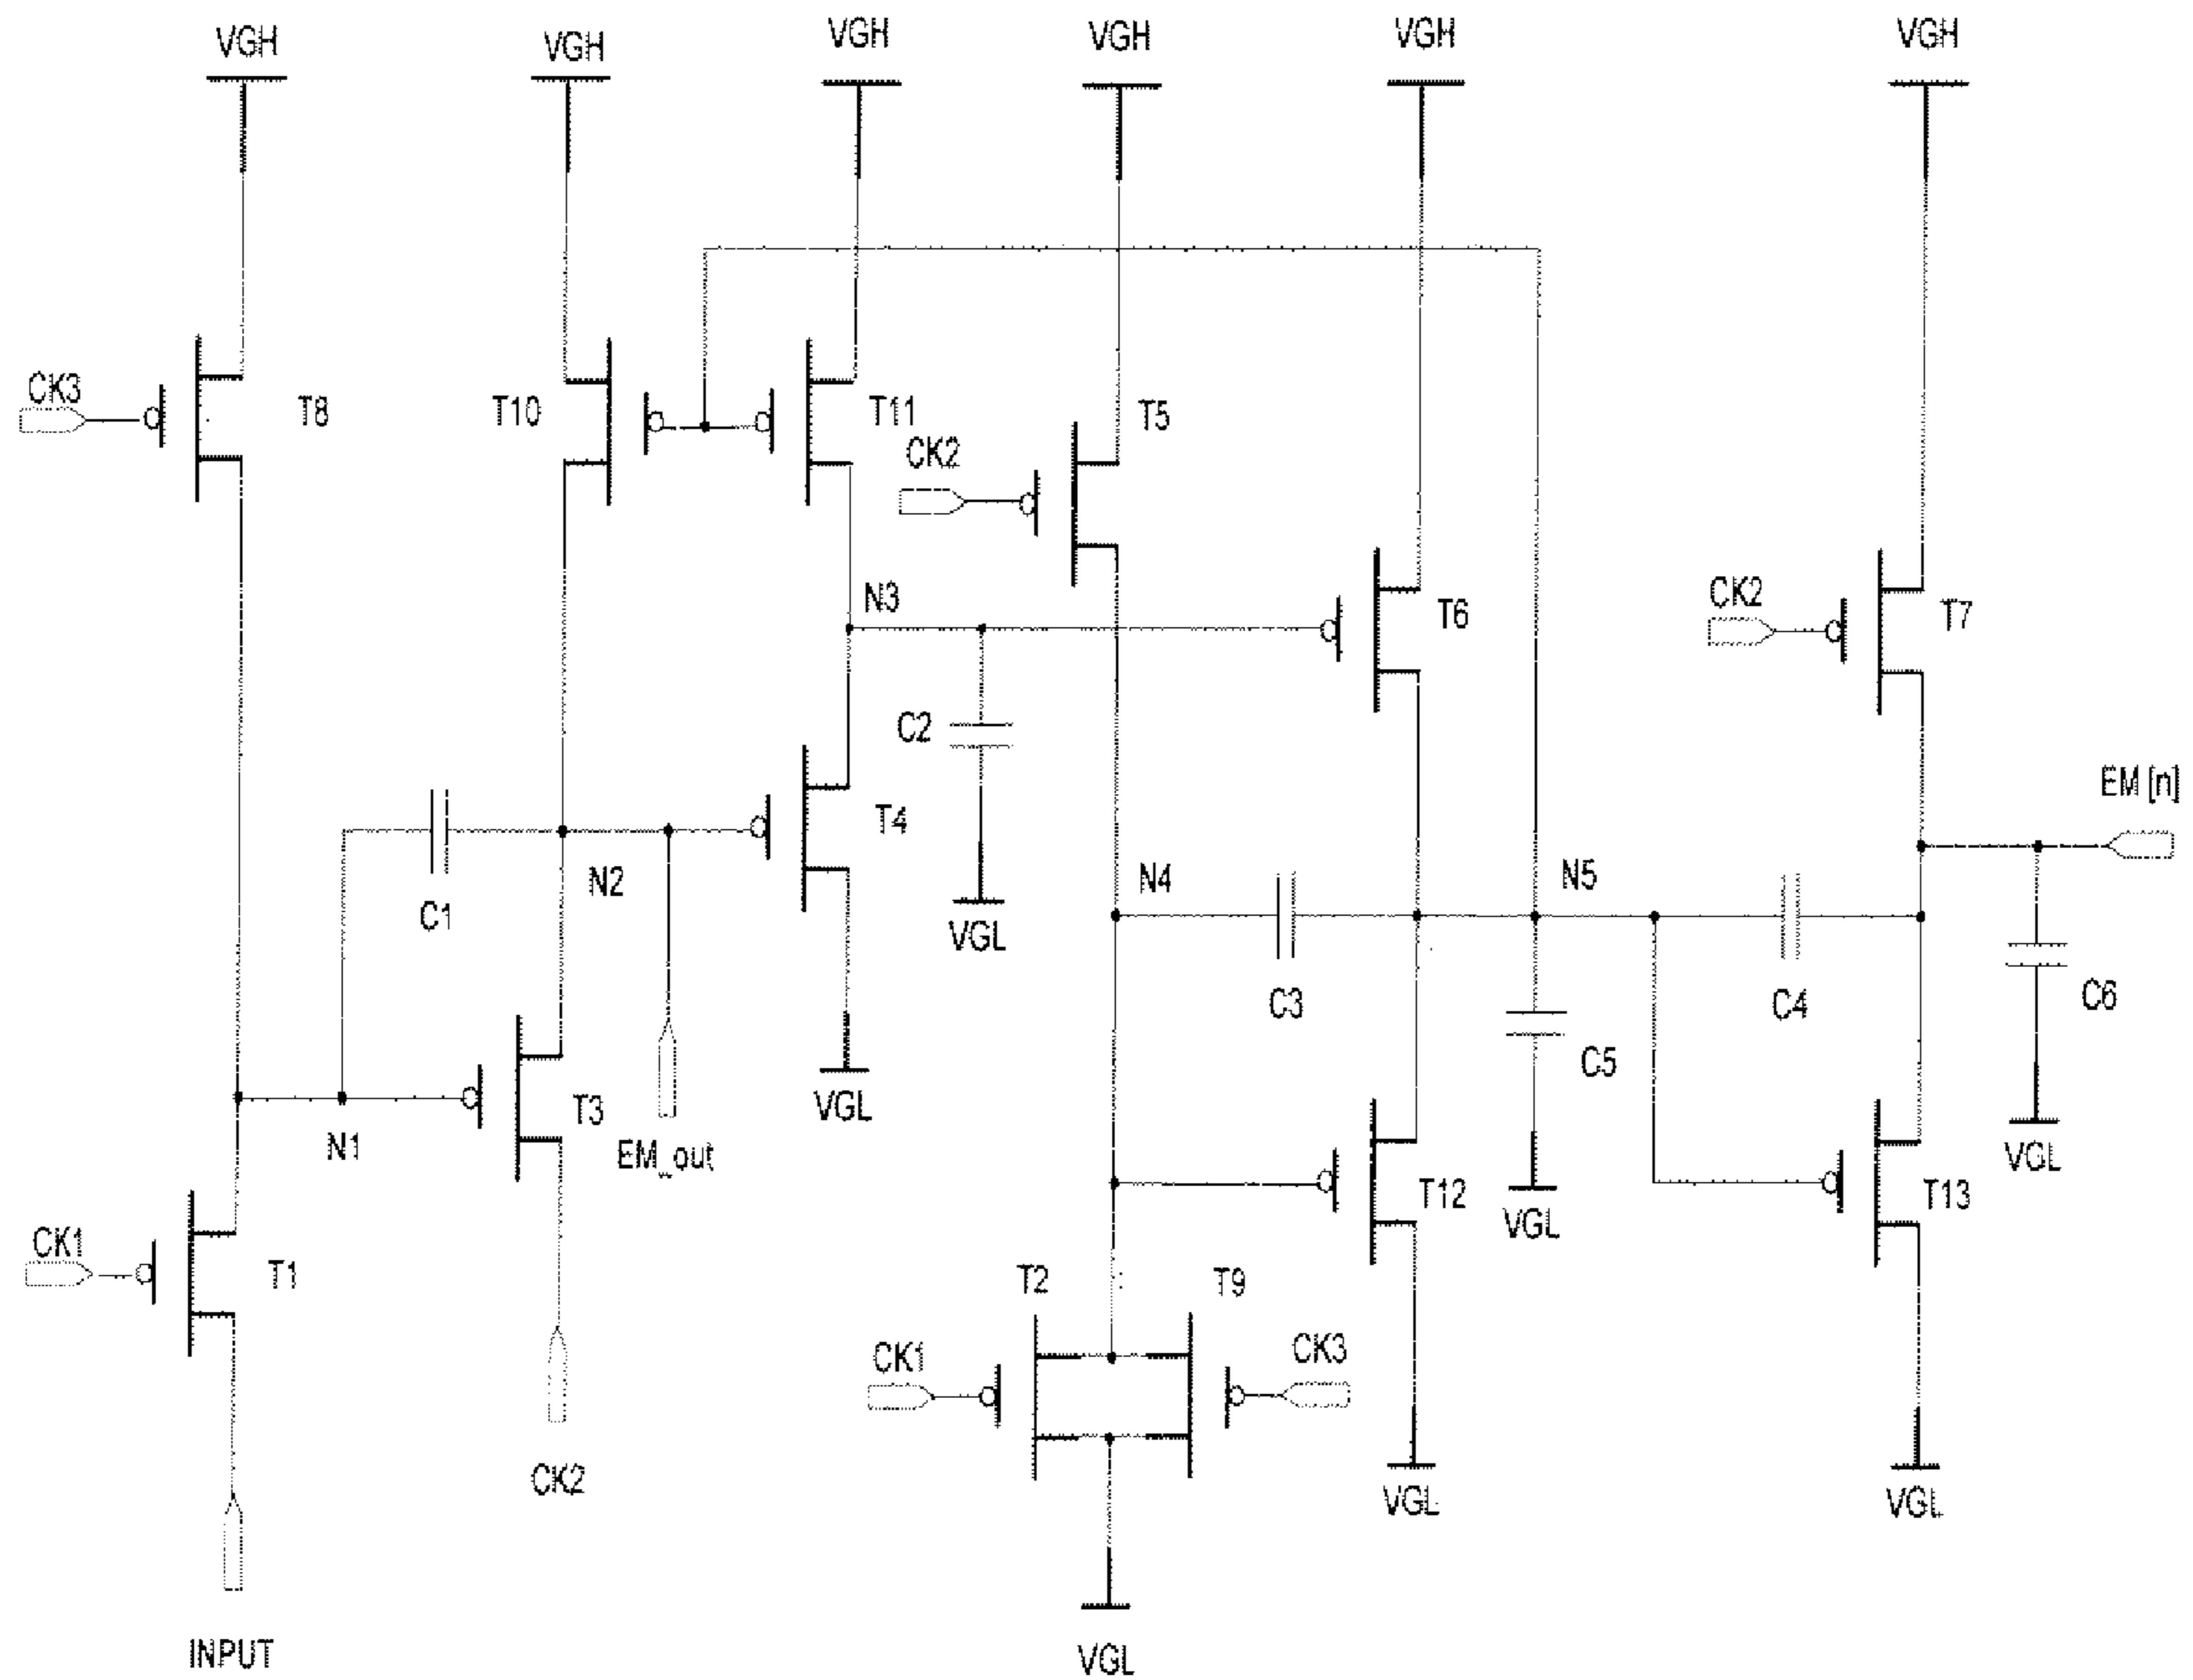 VGH
VGH
VGH
VGH
VGH
VGH
CK3
T8
T10
T11
T5
CK2
N3
T6
CK2
T7
C2
T4
EM [n]
N2
C1
VGL
N4
N5
C3
C4
C6
C5
T3
N1
EM_out
VGL
VGL
T12
T13
VGL
CK1
T1
T2
T9
CK1
CK3
CK2
VGL
VGL
INPUT
VGL